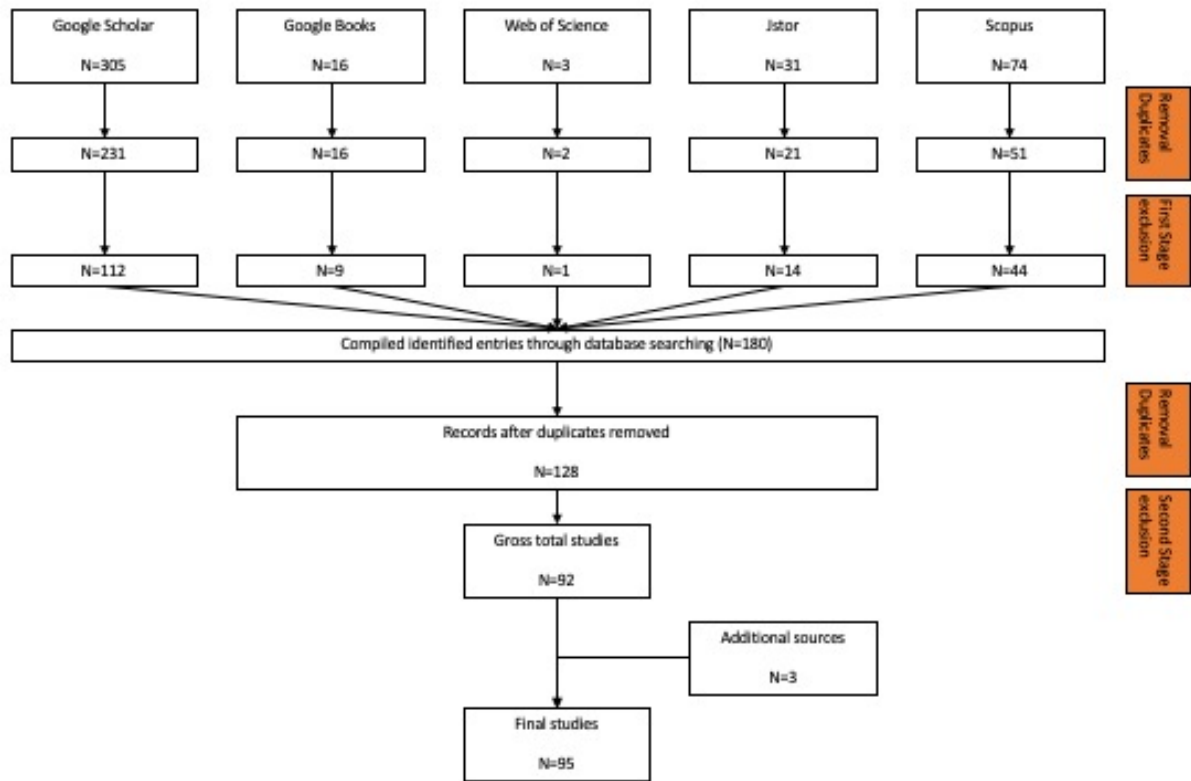 Google Scholar
N=305
Google Books
N=16
Web of Science
N=3
Jstor
N=31
Scopus
N=74
Removal
Duplicates
N=231
N=16
N=2
N=21
N=51
First Stage
exclusion
N=112
N=9
N=1
N=14
N=44
Compiled identified entries through database searching (N=180)
Removal
Duplicates
Records after duplicates removed
N=128
Second Stage
exclusion
Gross total studies
N=92
Additional sources
N=3
Final studies
N=95